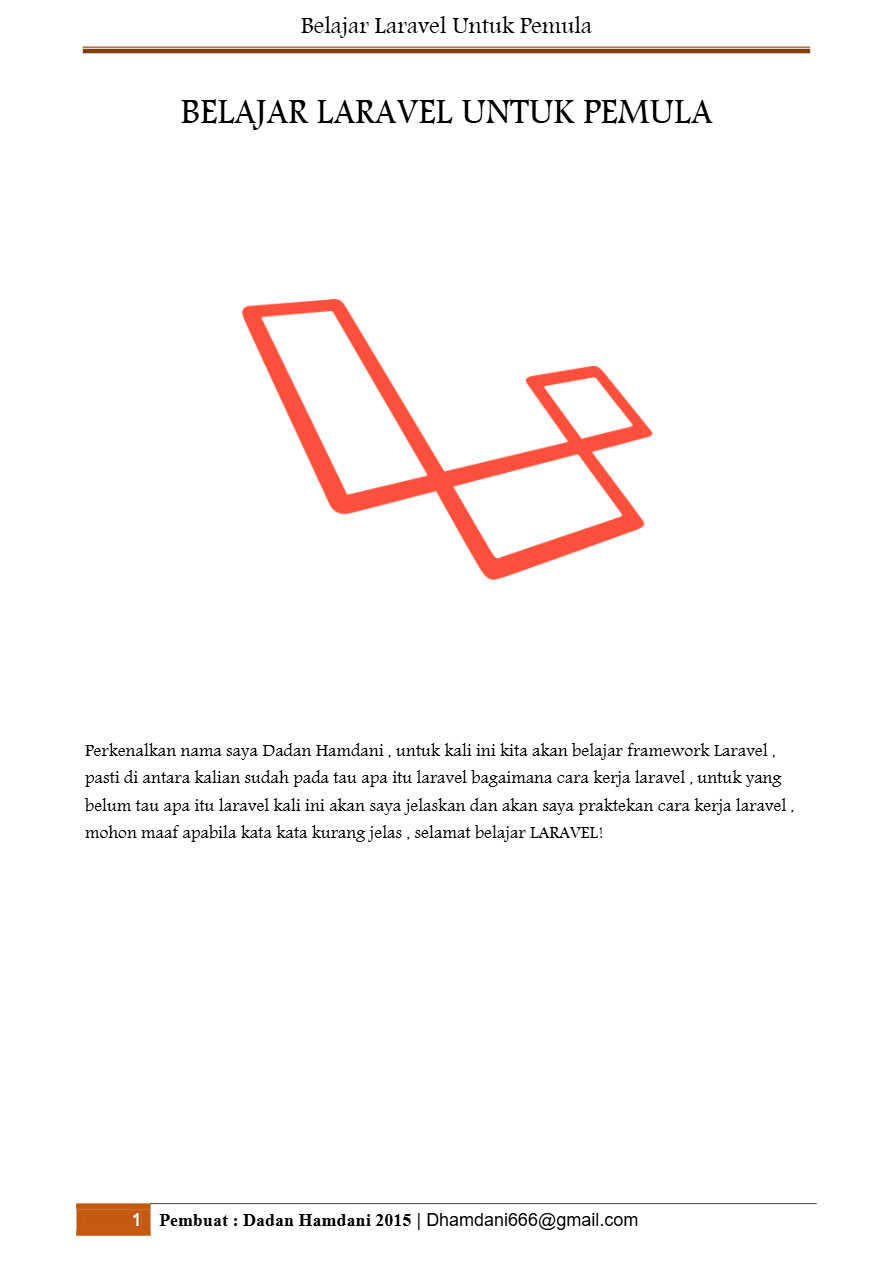 Belajar Laravel Untuk Pemula
BELAJAR LARAVEL UNTUK PEMULA
Perkenalkan nama saya Dadan Hamdani , untuk kali ini kita akan belajar framework Laravel ,
pasti di antara kalian sudah pada tau apa itu laravel bagaimana cara kerja laravel , untuk yang
belum tau apa itu laravel kali ini akan saya jelaskan dan akan saya praktekan cara kerja laravel ,
mohon maaf apabila kata kata kurang jelas , selamat belajar LARAVEL!
1 Pembuat : Dadan Hamdani 2015 | Dhamdani666@gmail.com